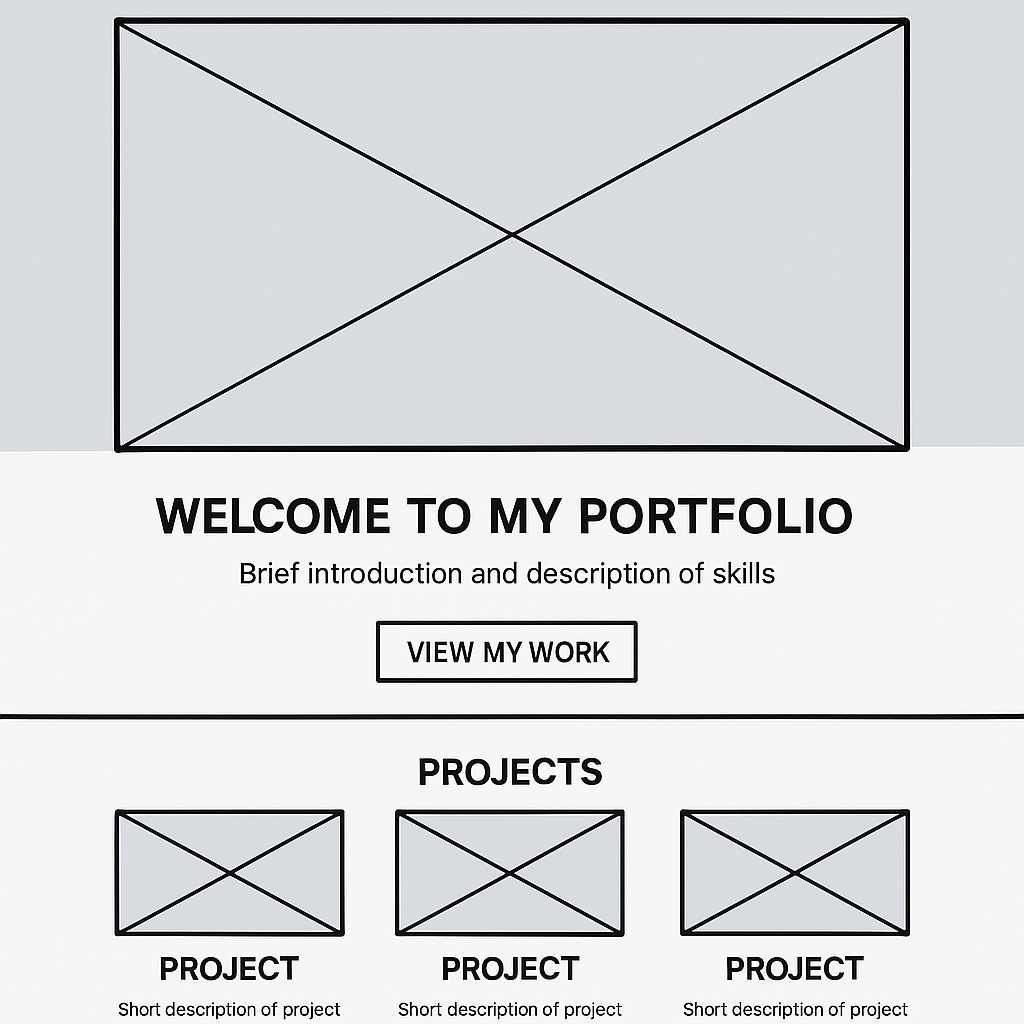 WELCOME TO MY PORTFOLIO
Brief introduction and description of skills
VIEW MY WORK
PROJECTS
PROJECT
Short description of project
PROJECT
Short description of project
PROJECT
Short description of project